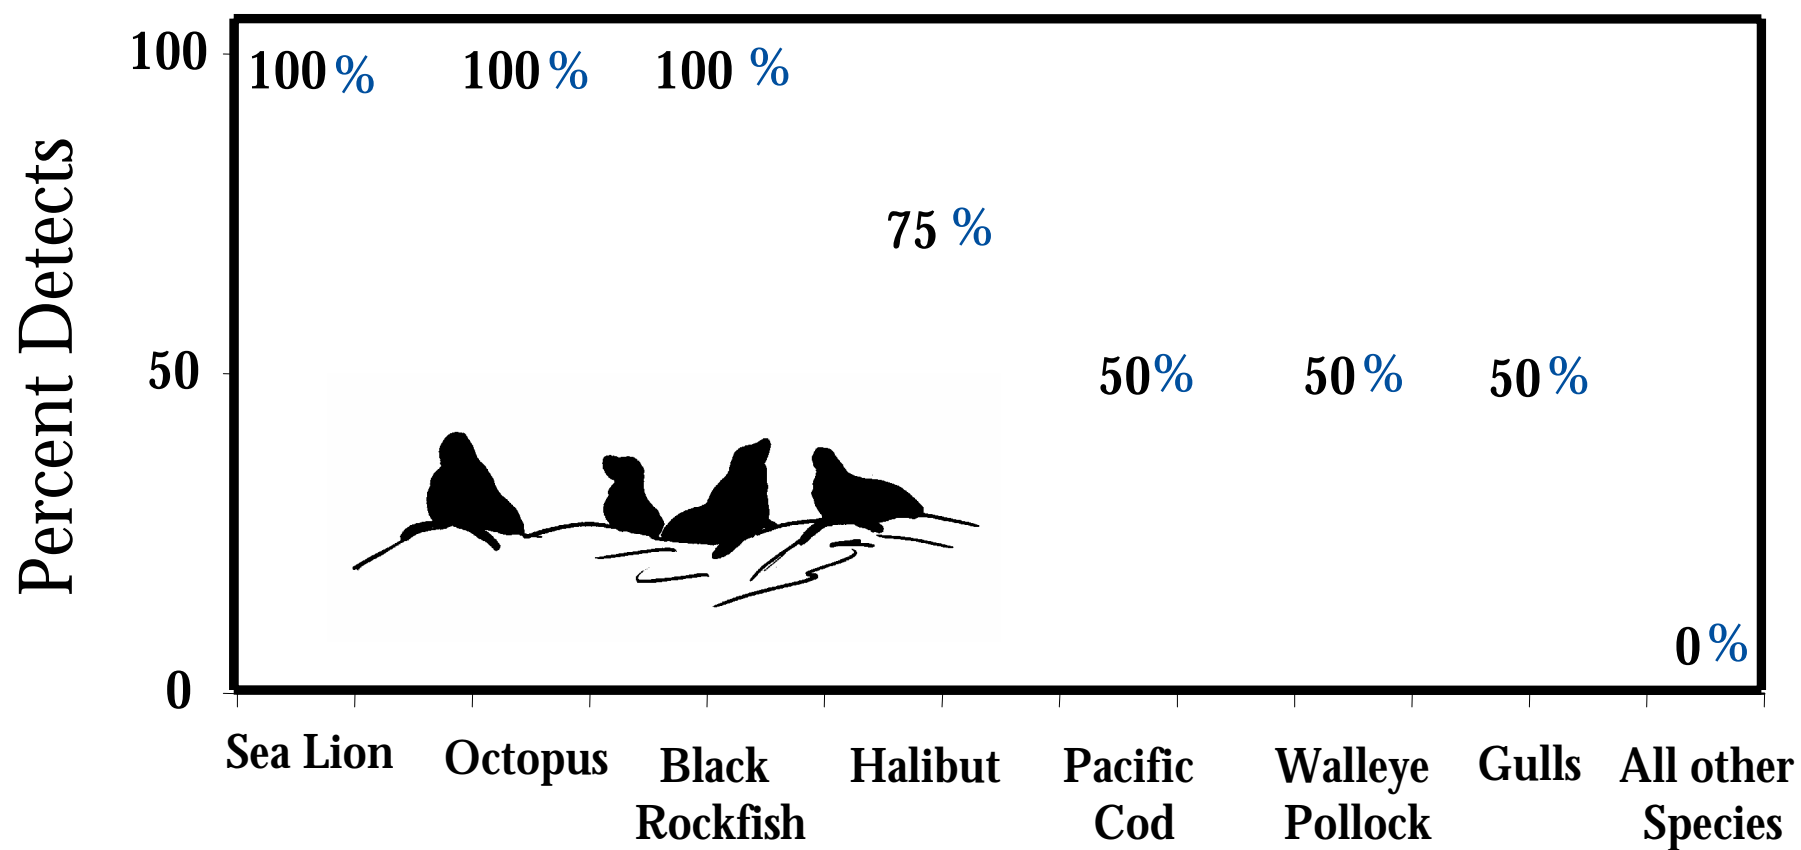 Percent Detects
100
50
0
100 %
100 %
100 %
75 %
50 %
50 %
50 %
0 %
Sea Lion
Octopus
Black
Rockfish
Halibut
Pacific
Cod
Walleye
Pollock
Gulls
All other
Species